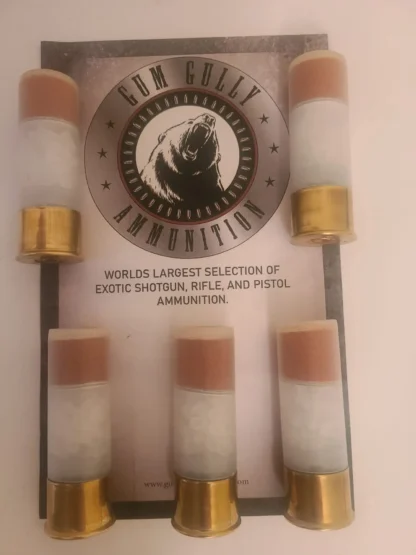 GUM GULLY
AMMUNITION
WORLDS LARGEST SELECTION OF
EXOTIC SHOTGUN, RIFLE, AND PISTOL
AMMUNITION.